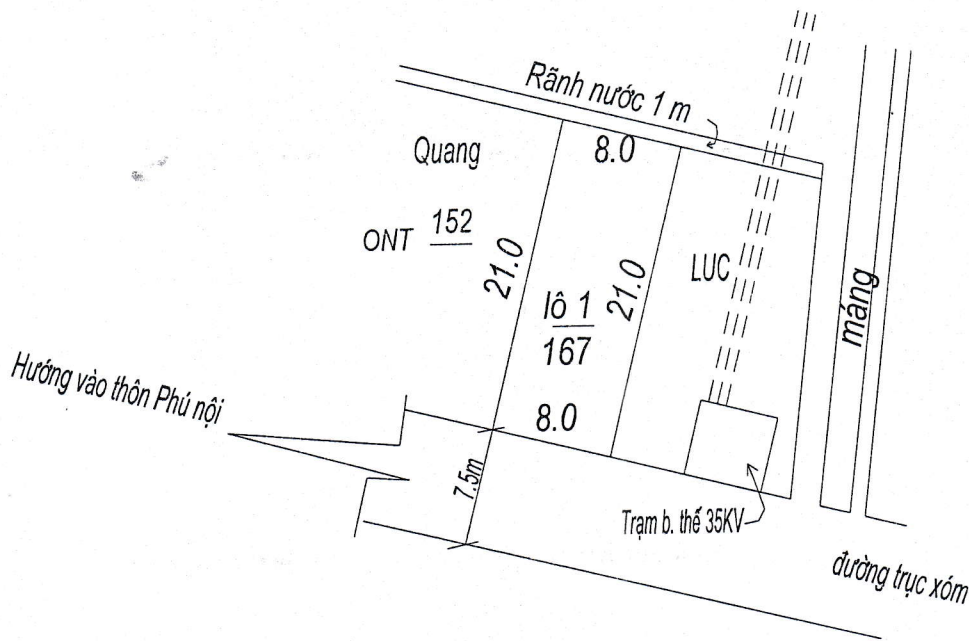 Rãnh nước 1 m
Quang
8.0
ONT 152
21.0
21.0
LUC
lô 1
167
máng
Hướng vào thôn Phú nội
8.0
7.5m
Trạm b. thế 35KV
đường trục xóm